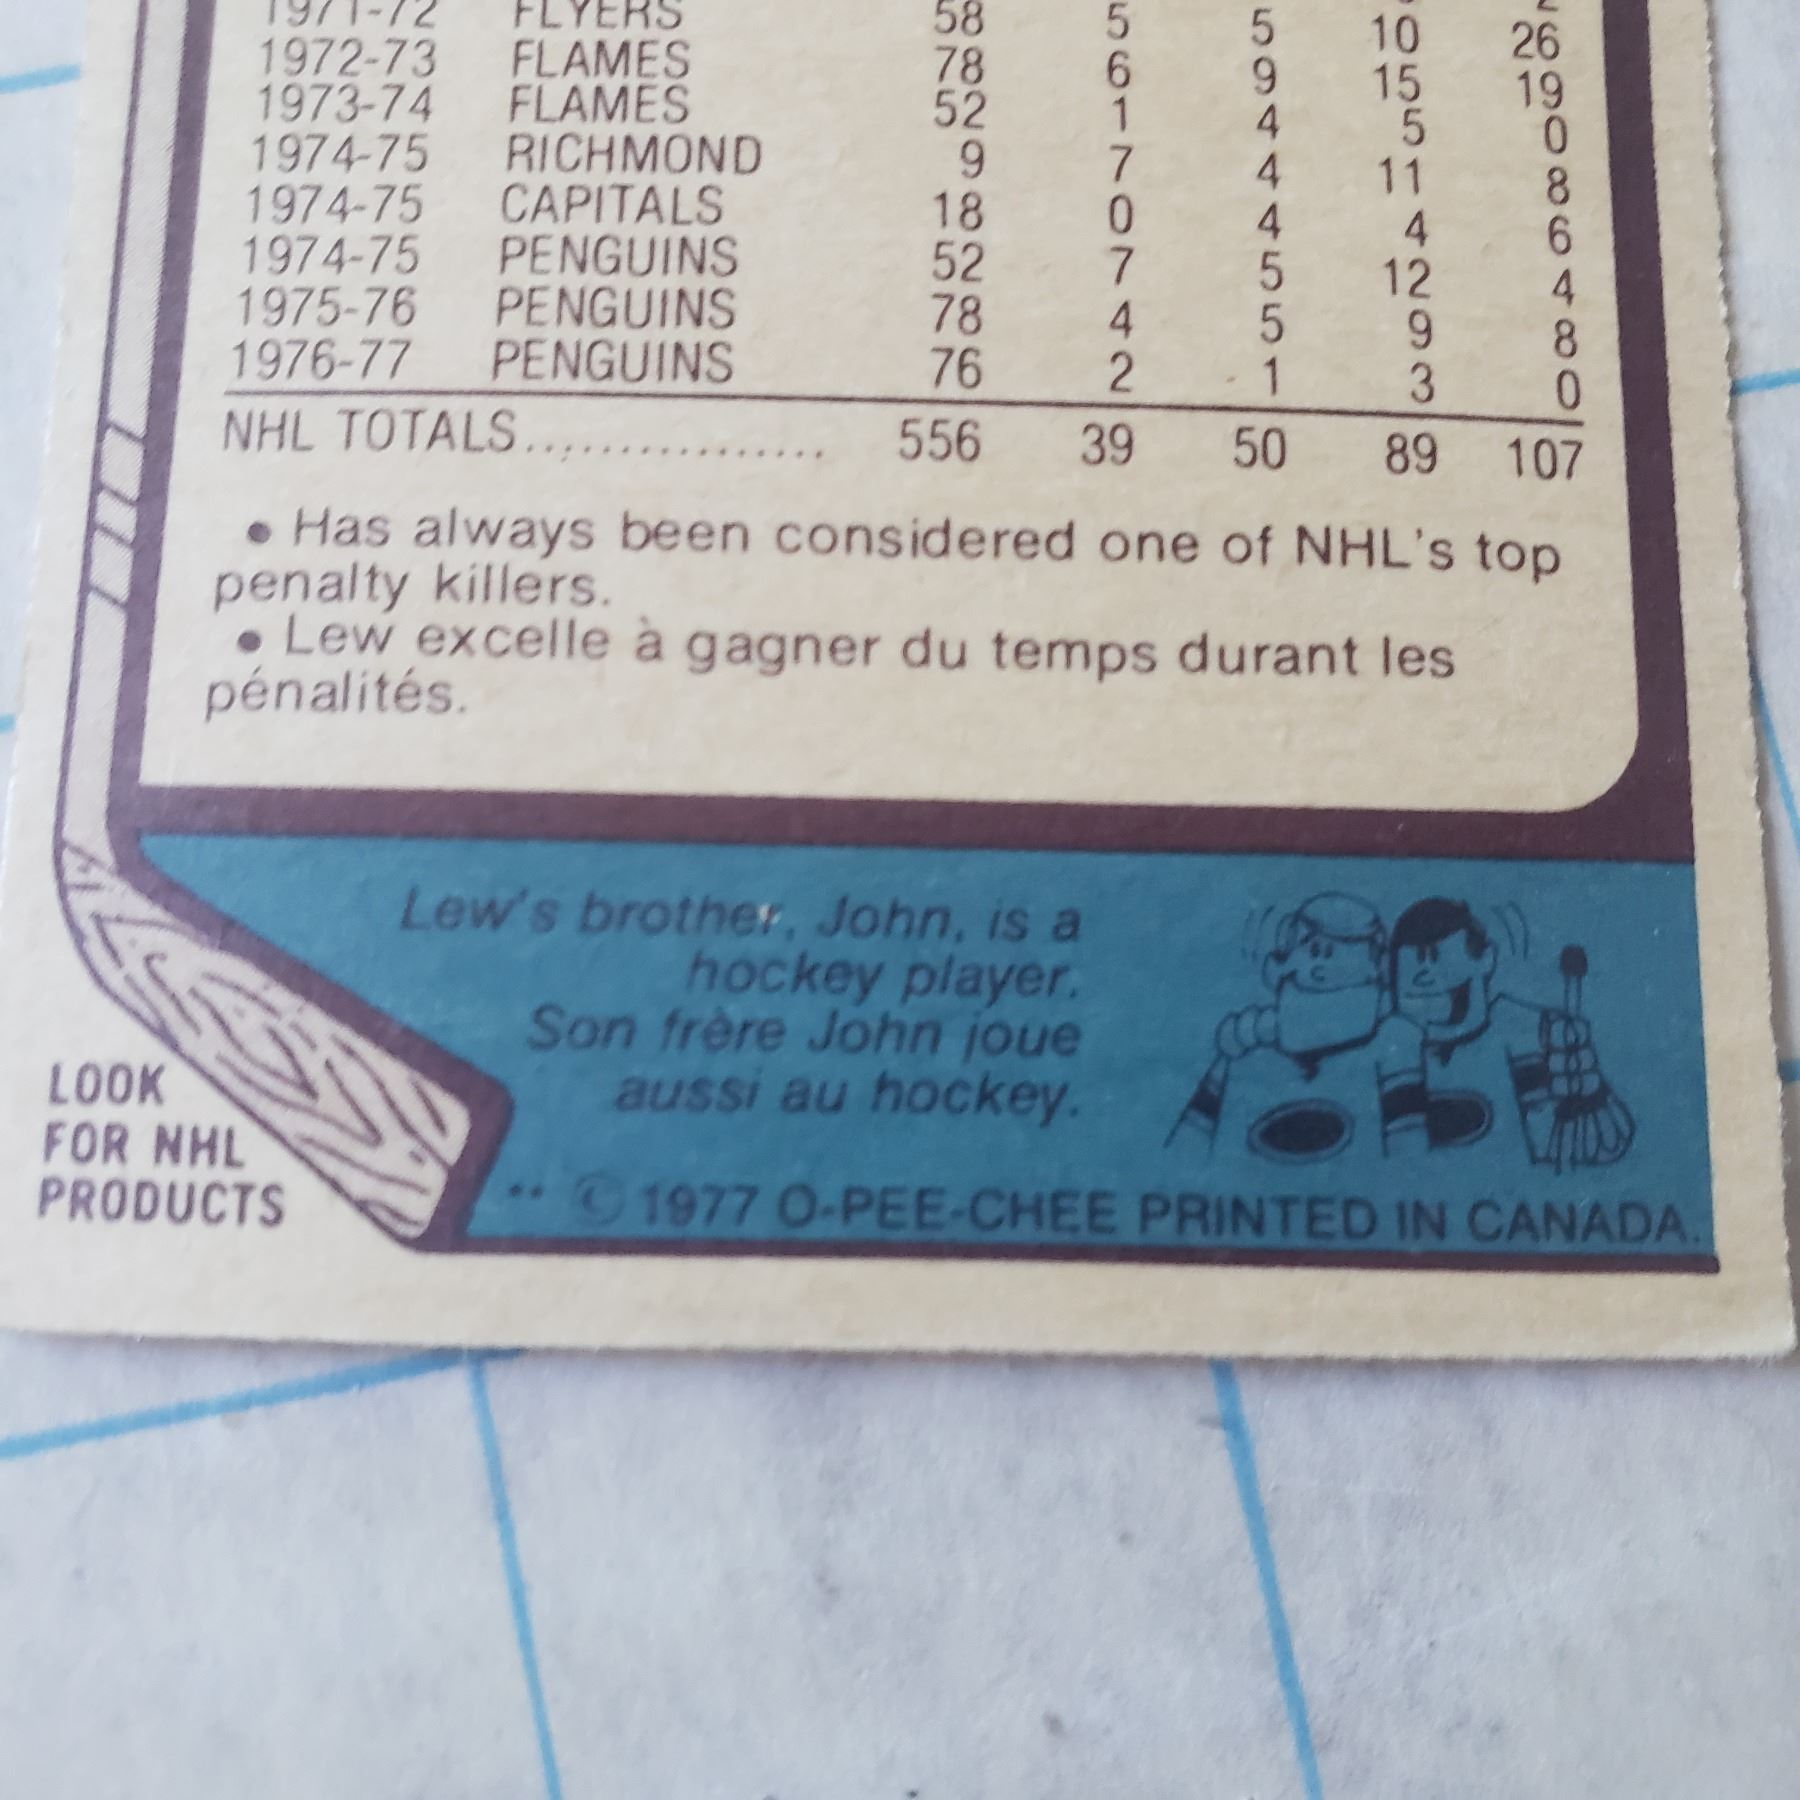 1971-72 FLYERS 58 5 5 10 26
1972-73 FLAMES 78 6 9 15 19
1973-74 FLAMES 52 1 4 5 0
1974-75 RICHMOND 9 7 4 11 8
1974-75 CAPITALS 18 0 4 4 6
1974-75 PENGUINS 52 7 5 12 4
1975-76 PENGUINS 78 4 5 9 8
1976-77 PENGUINS 76 2 1 3 0
NHL TOTALS................ 556 39 50 89 107
• Has always been considered one of NHL's top
penalty killers.
• Lew excelle à gagner du temps durant les
pénalités.
Lew's brother, John, is a
hockey player.
Son frère John joue
aussi au hockey.
LOOK
FOR NHL
PRODUCTS
** © 1977 O-PEE-CHEE PRINTED IN CANADA.